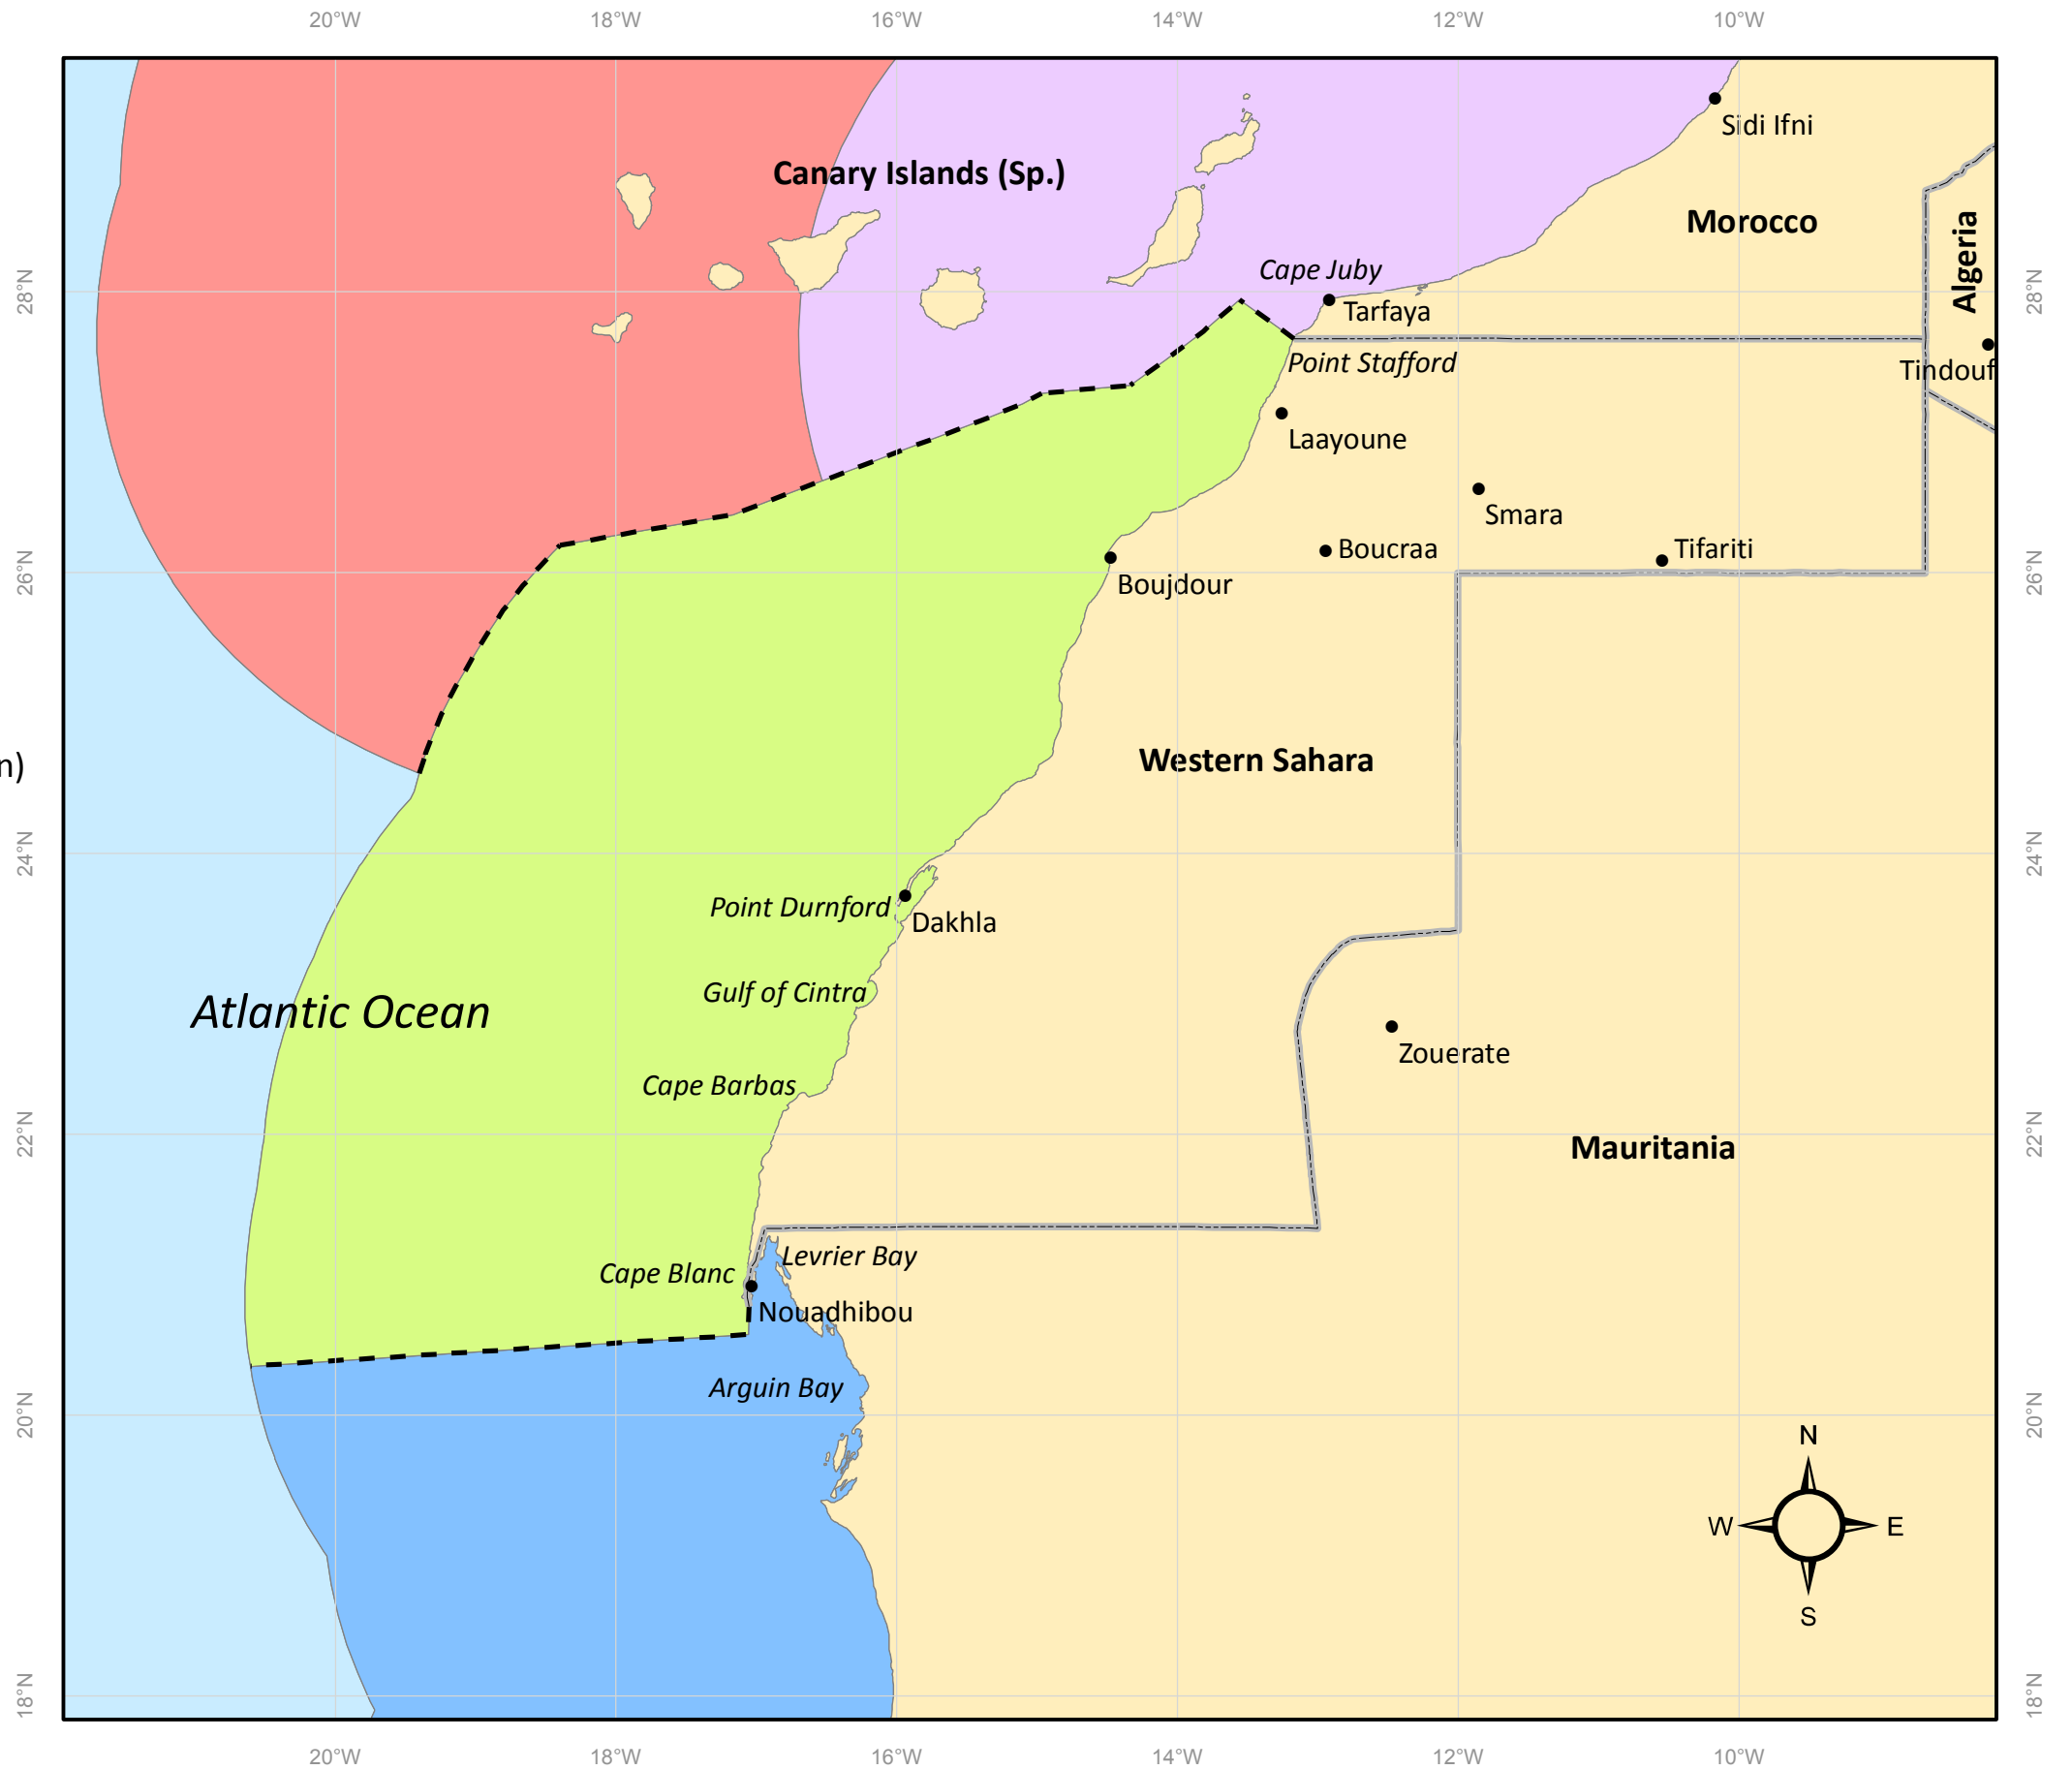 20°W
18°W
16°W
14°W
12°W
10°W
Sidi Ifni
Canary Islands (Sp.)
Morocco
Algeria
Cape Juby
28°N
28°N
Tarfaya
Point Stafford
Tindouf
Laayoune
Smara
Boucraa
Tifariti
26°N
26°N
Boujdour
n)
Western Sahara
24°N
24°N
Point Durnford
Dakhla
Gulf of Cintra
Atlantic Ocean
Zouerate
Cape Barbas
22°N
22°N
Mauritania
Levrier Bay
Cape Blanc
Nouadhibou
Arguin Bay
20°N
20°N
N
W
E
S
18°N
18°N
20°W
18°W
16°W
14°W
12°W
10°W